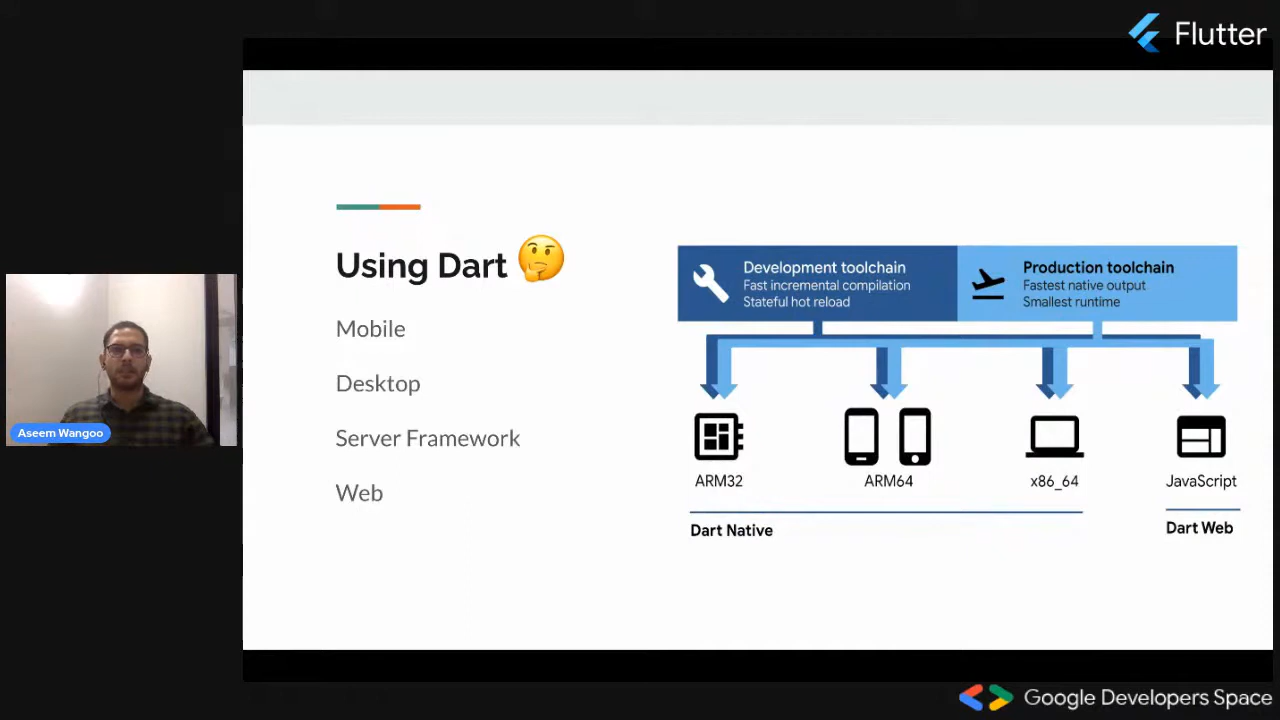 Flutter
Using Dart 🤔
Mobile
Desktop
Server Framework
Web
Development toolchain
Fast incremental compilation
Stateful hot reload
Production toolchain
Fastest native output
Smallest runtime
ARM32
ARM64
x86_64
JavaScript
Dart Native
Dart Web
Aseem Wangoo
Google Developers Space